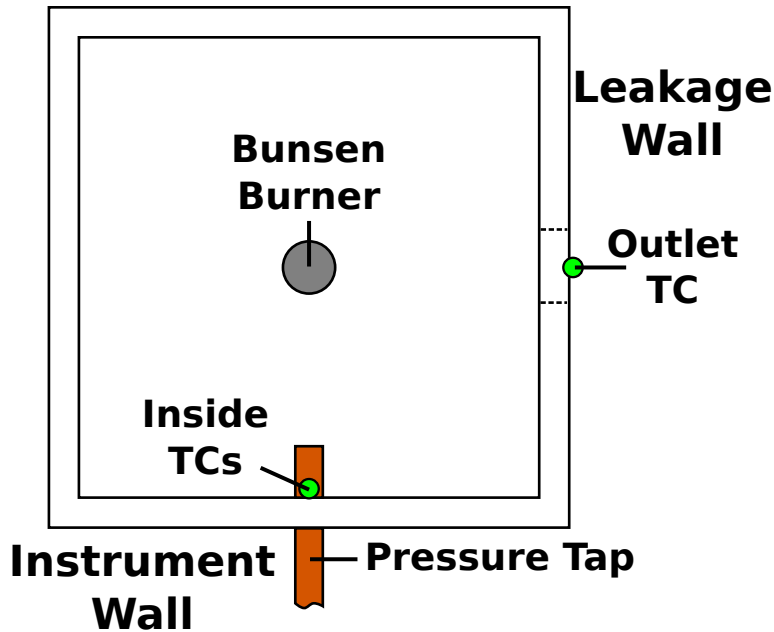 Leakage
Wall
Bunsen
Burner
Outlet
TC
Inside
TCs
Instrument
Wall
Pressure Tap